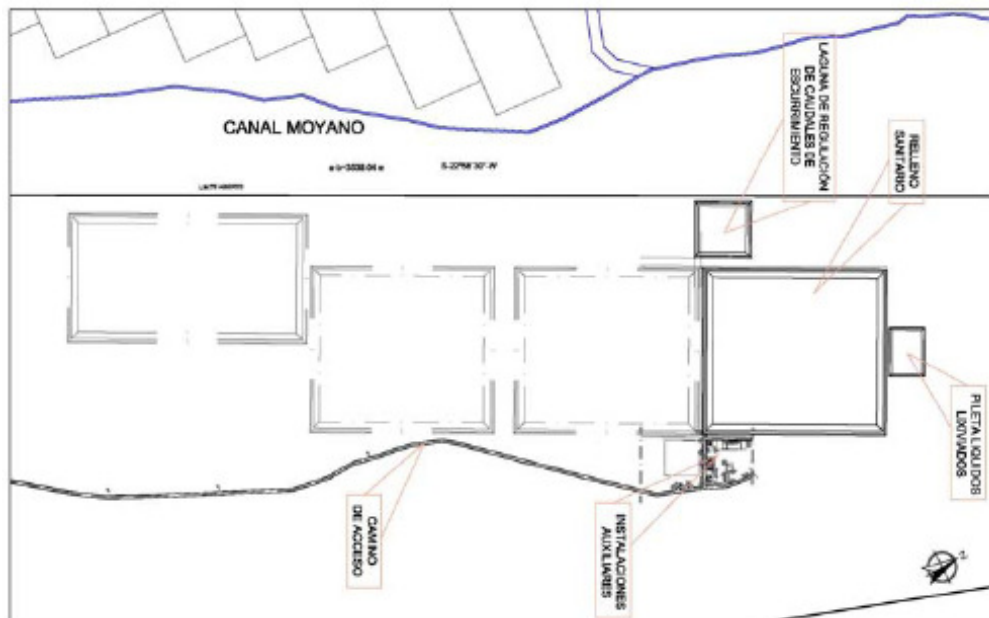 CANAL MOYANO
LAGUNA DE REGULACIÓN
DE CAUDALES DE
ESCURRIMIENTO
RELLENO
SANITARIO
PILETA LIQUIDOS
LIXIVIADOS
INSTALACIONES
AUXILIARES
CAMINO
DE ACCESO